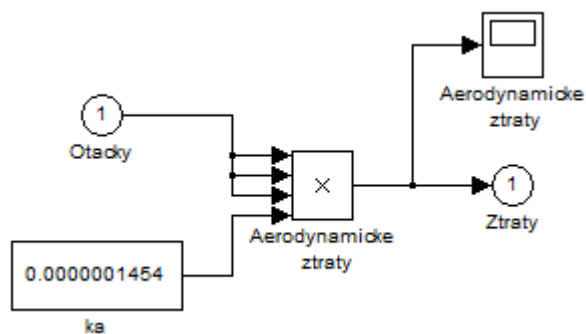 Aerodynamicke
ztraty
1
Otacky
×
Aerodynamicke
ztraty
1
Ztraty
0.0000001454
ka